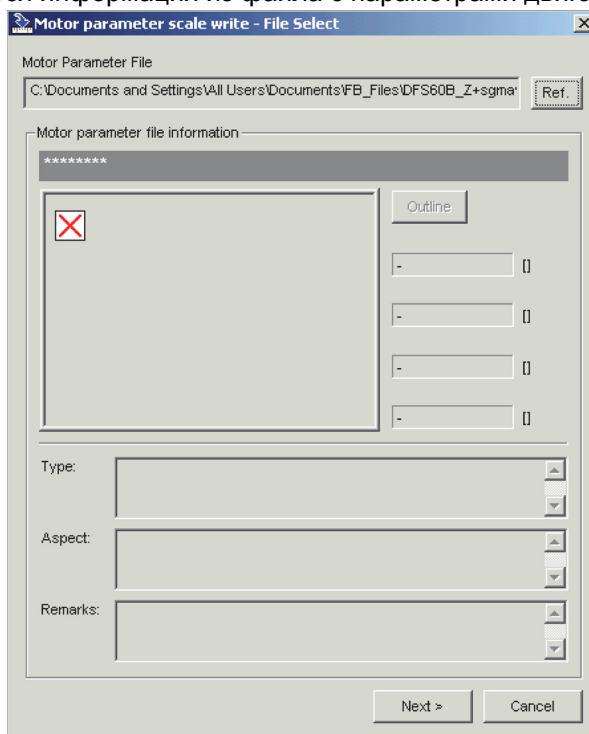 Motor parameter scale write - File Select
Motor Parameter File
C:\Documents and Settings\All Users\Documents\FB_Files\DFS60B_Z+sgma
Ref.
Motor parameter file information
********
Outline
- []
- []
- []
- []
Type:
Aspect:
Remarks:
Next >
Cancel